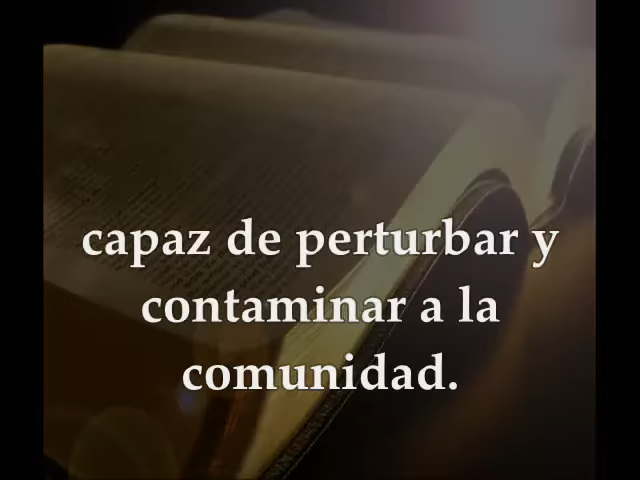 capaz de perturbar y
contaminar a la
comunidad.